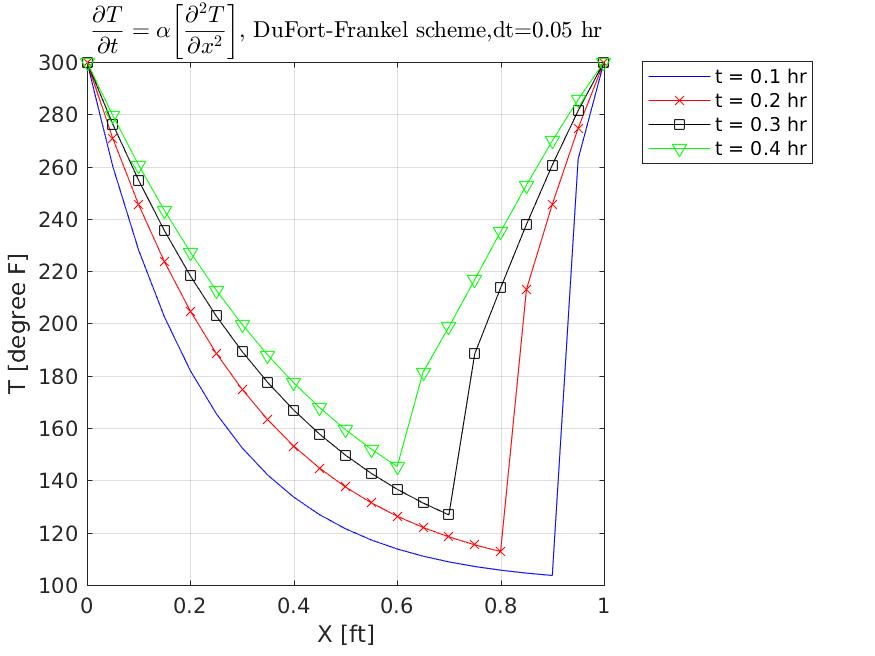 ∂T/∂t = α[∂²T/∂x²], DuFort-Frankel scheme,dt=0.05 hr
300
280
260
240
220
200
180
160
140
120
100
T [degree F]
0
0.2
0.4
0.6
0.8
1
X [ft]
t = 0.1 hr
t = 0.2 hr
t = 0.3 hr
t = 0.4 hr